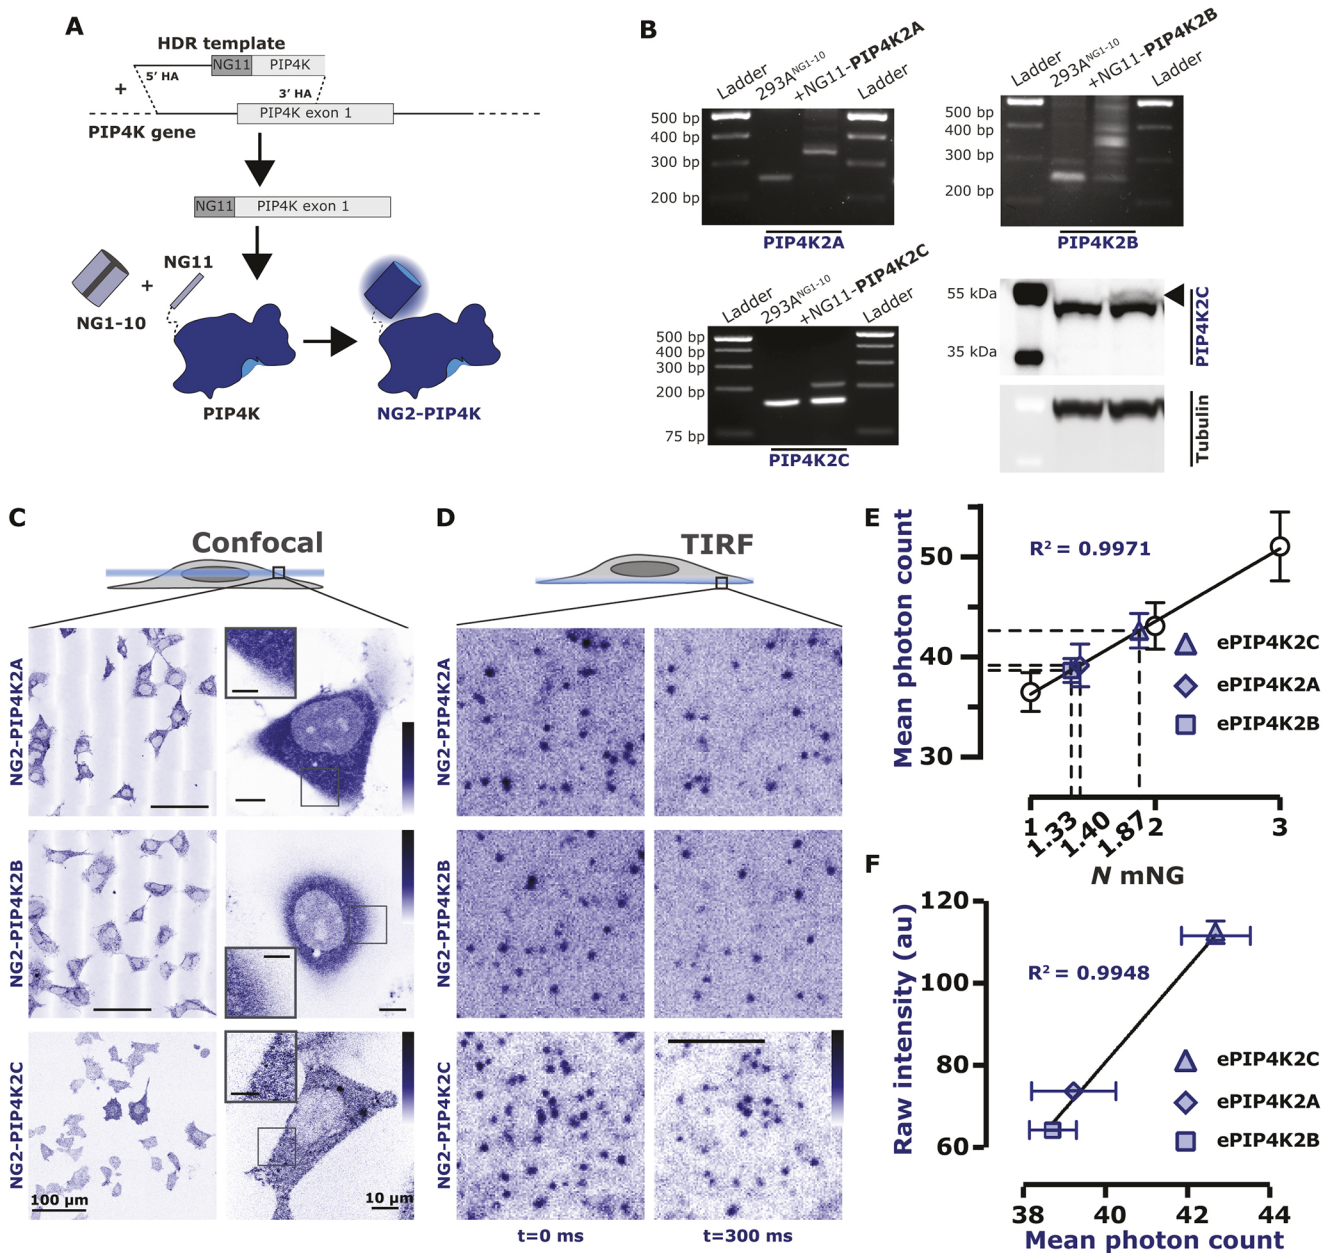 A
HDR template
NG11 PIP4K
5' HA
+
3' HA
PIP4K exon 1
PIP4K gene
NG11 PIP4K exon 1
NG11
+
NG1-10
PIP4K
NG2-PIP4K
B
Ladder
293A^NG1-10
+NG11-PIP4K2A
Ladder
500 bp
400 bp
300 bp
200 bp
PIP4K2A
Ladder
293A^NG1-10
+NG11-PIP4K2B
Ladder
500 bp
400 bp
300 bp
200 bp
PIP4K2B
Ladder
293A^NG1-10
+NG11-PIP4K2C
Ladder
500 bp
400 bp
300 bp
200 bp
75 bp
PIP4K2C
55 kDa
35 kDa
PIP4K2C
Tubulin
C
Confocal
NG2-PIP4K2A
NG2-PIP4K2B
NG2-PIP4K2C
100 µm
10 µm
D
TIRF
NG2-PIP4K2A
NG2-PIP4K2B
NG2-PIP4K2C
t=0 ms
t=300 ms
E
Mean photon count
50
40
30
R² = 0.9971
ePIP4K2C
ePIP4K2A
ePIP4K2B
1
1.33
1.40
1.87
2
3
N mNG
F
Raw intensity (au)
120
100
80
60
R² = 0.9948
ePIP4K2C
ePIP4K2A
ePIP4K2B
38
40
42
44
Mean photon count